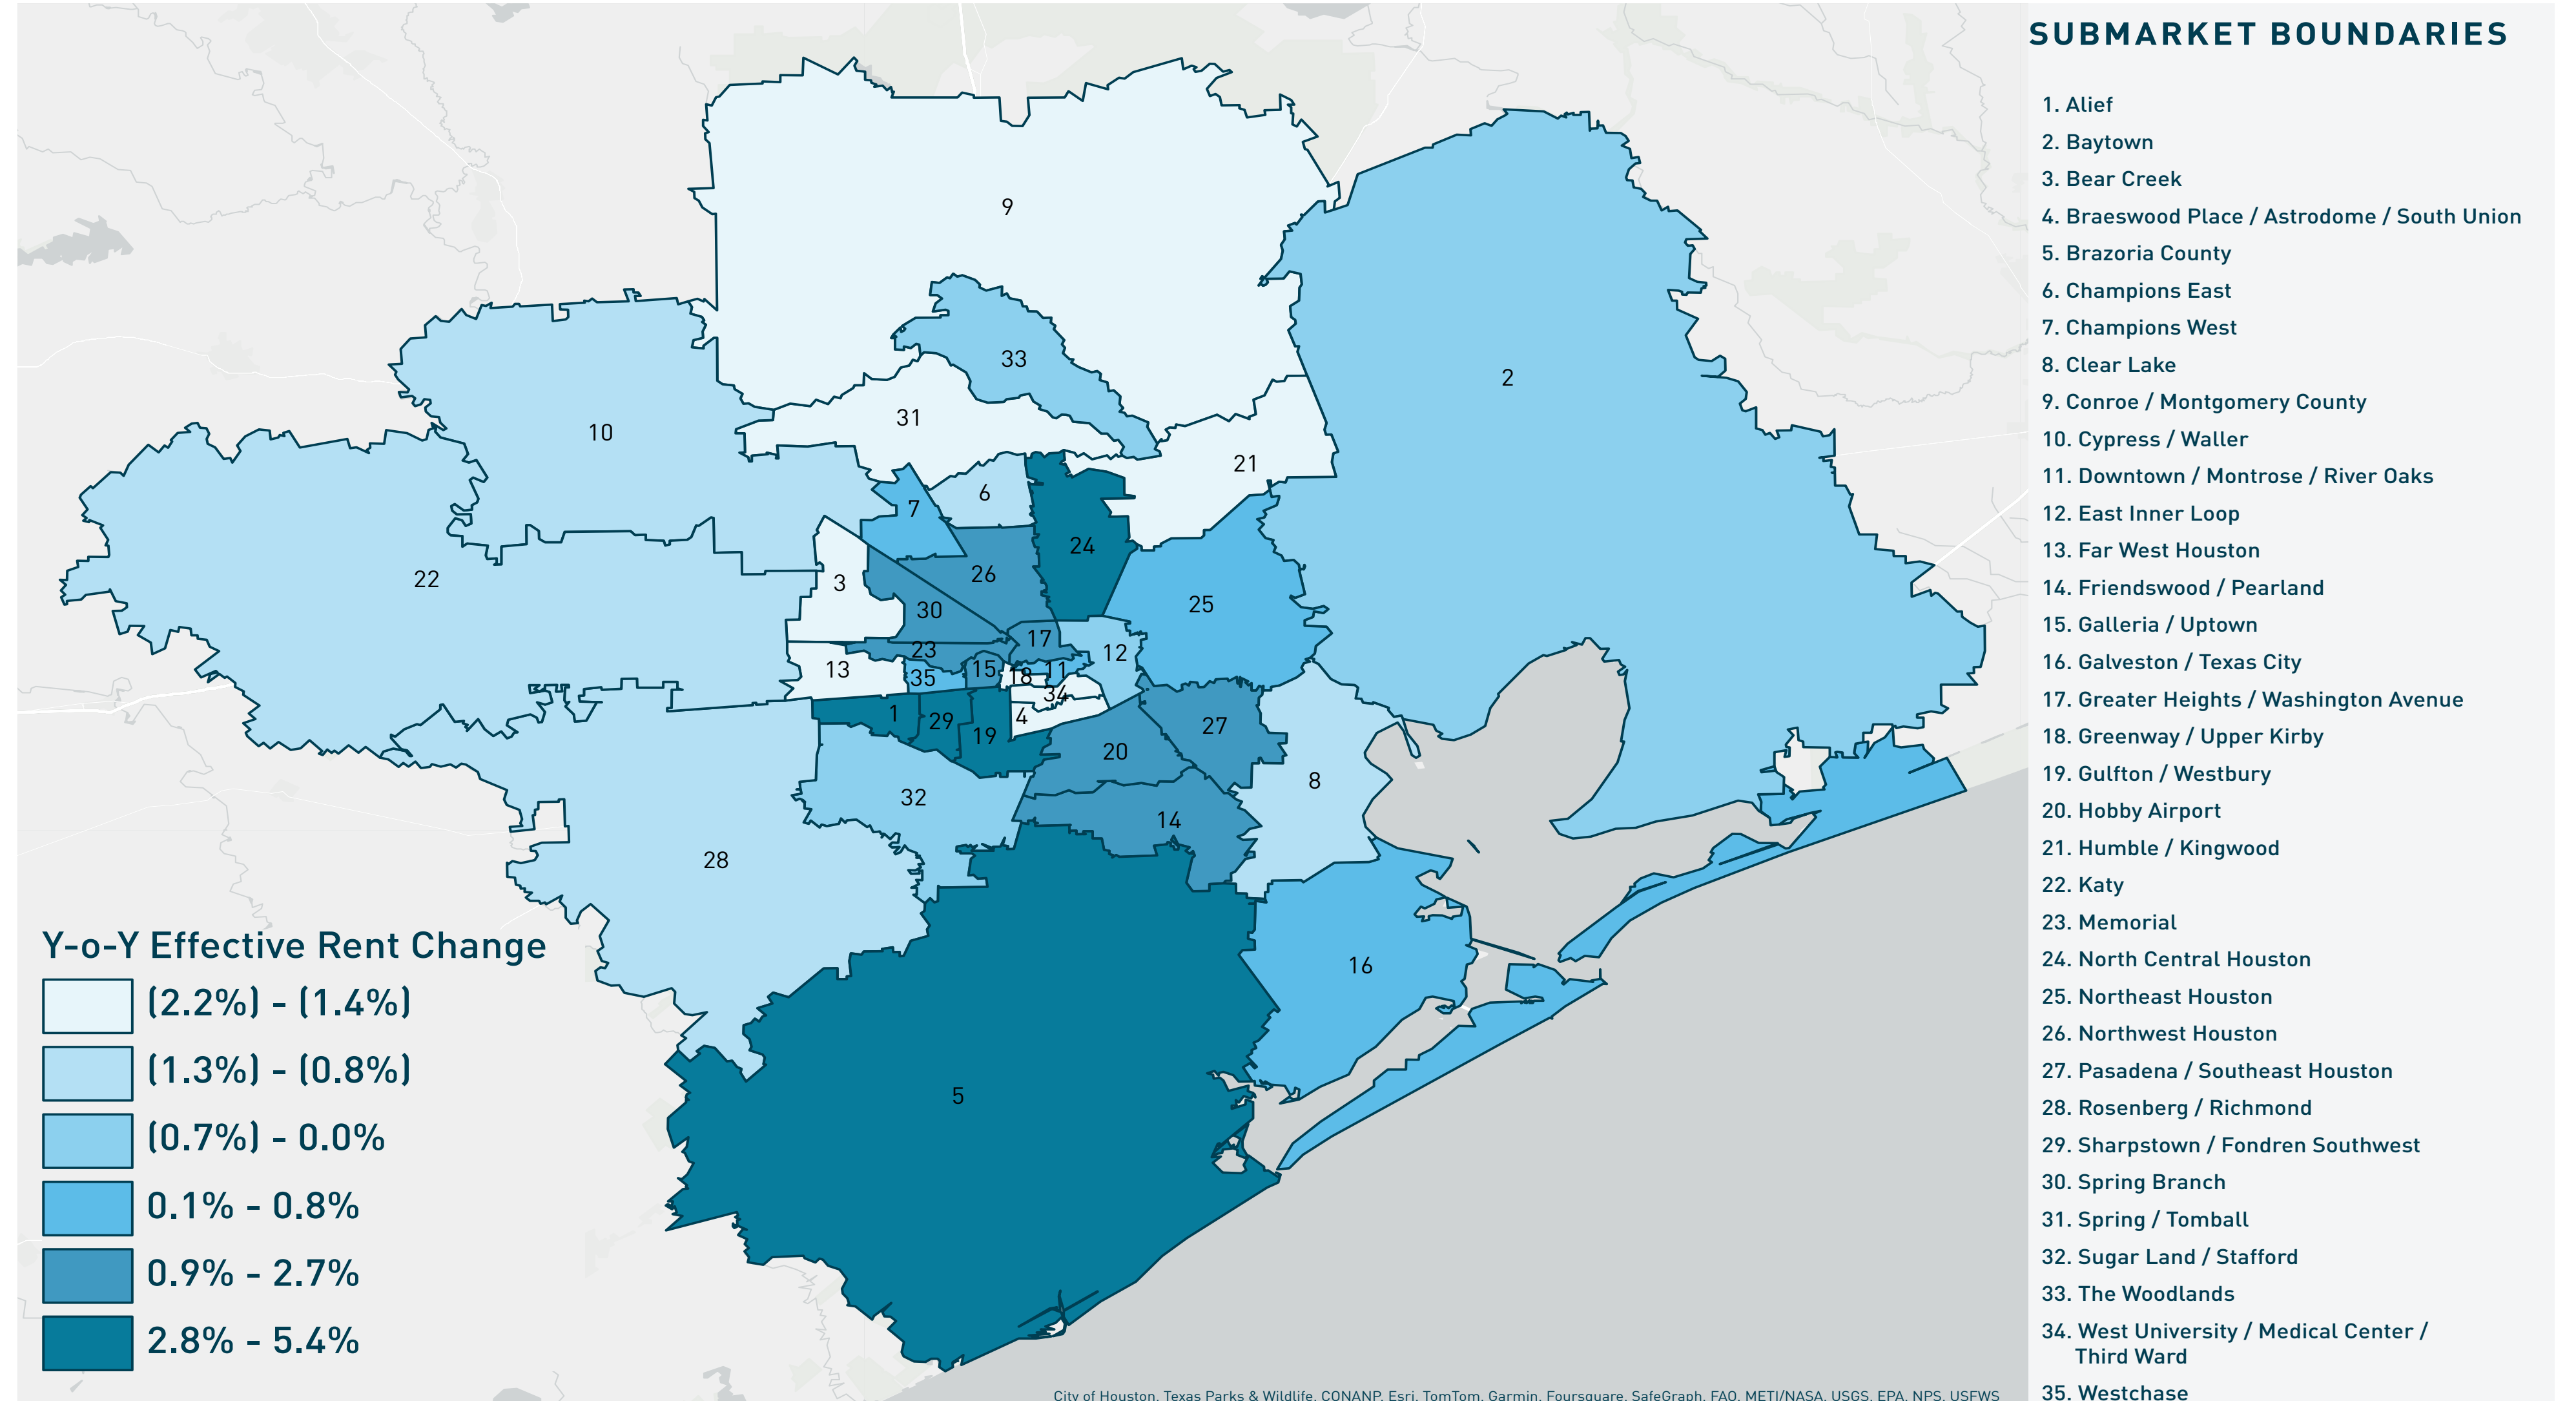 SUBMARKET BOUNDARIES
1. Alief
2. Baytown
3. Bear Creek
4. Braeswood Place / Astrodome / South Union
5. Brazoria County
6. Champions East
7. Champions West
8. Clear Lake
9. Conroe / Montgomery County
10. Cypress / Waller
11. Downtown / Montrose / River Oaks
12. East Inner Loop
13. Far West Houston
14. Friendswood / Pearland
15. Galleria / Uptown
16. Galveston / Texas City
17. Greater Heights / Washington Avenue
18. Greenway / Upper Kirby
19. Gulfton / Westbury
20. Hobby Airport
21. Humble / Kingwood
22. Katy
23. Memorial
24. North Central Houston
25. Northeast Houston
26. Northwest Houston
27. Pasadena / Southeast Houston
28. Rosenberg / Richmond
29. Sharpstown / Fondren Southwest
30. Spring Branch
31. Spring / Tomball
32. Sugar Land / Stafford
33. The Woodlands
34. West University / Medical Center /
Third Ward
35. Westchase
9
33
2
31
10
21
6
7
24
26
22
3
25
30
17
23
12
13
35
15
18
11
34
1
29
4
19
27
20
8
32
14
28
16
5
Y-o-Y Effective Rent Change
(2.2%) - (1.4%)
(1.3%) - (0.8%)
(0.7%) - 0.0%
0.1% - 0.8%
0.9% - 2.7%
2.8% - 5.4%
City of Houston, Texas Parks & Wildlife, CONANP, Esri, TomTom, Garmin, Foursquare, SafeGraph, FAO, METI/NASA, USGS, EPA, NPS, USFWS